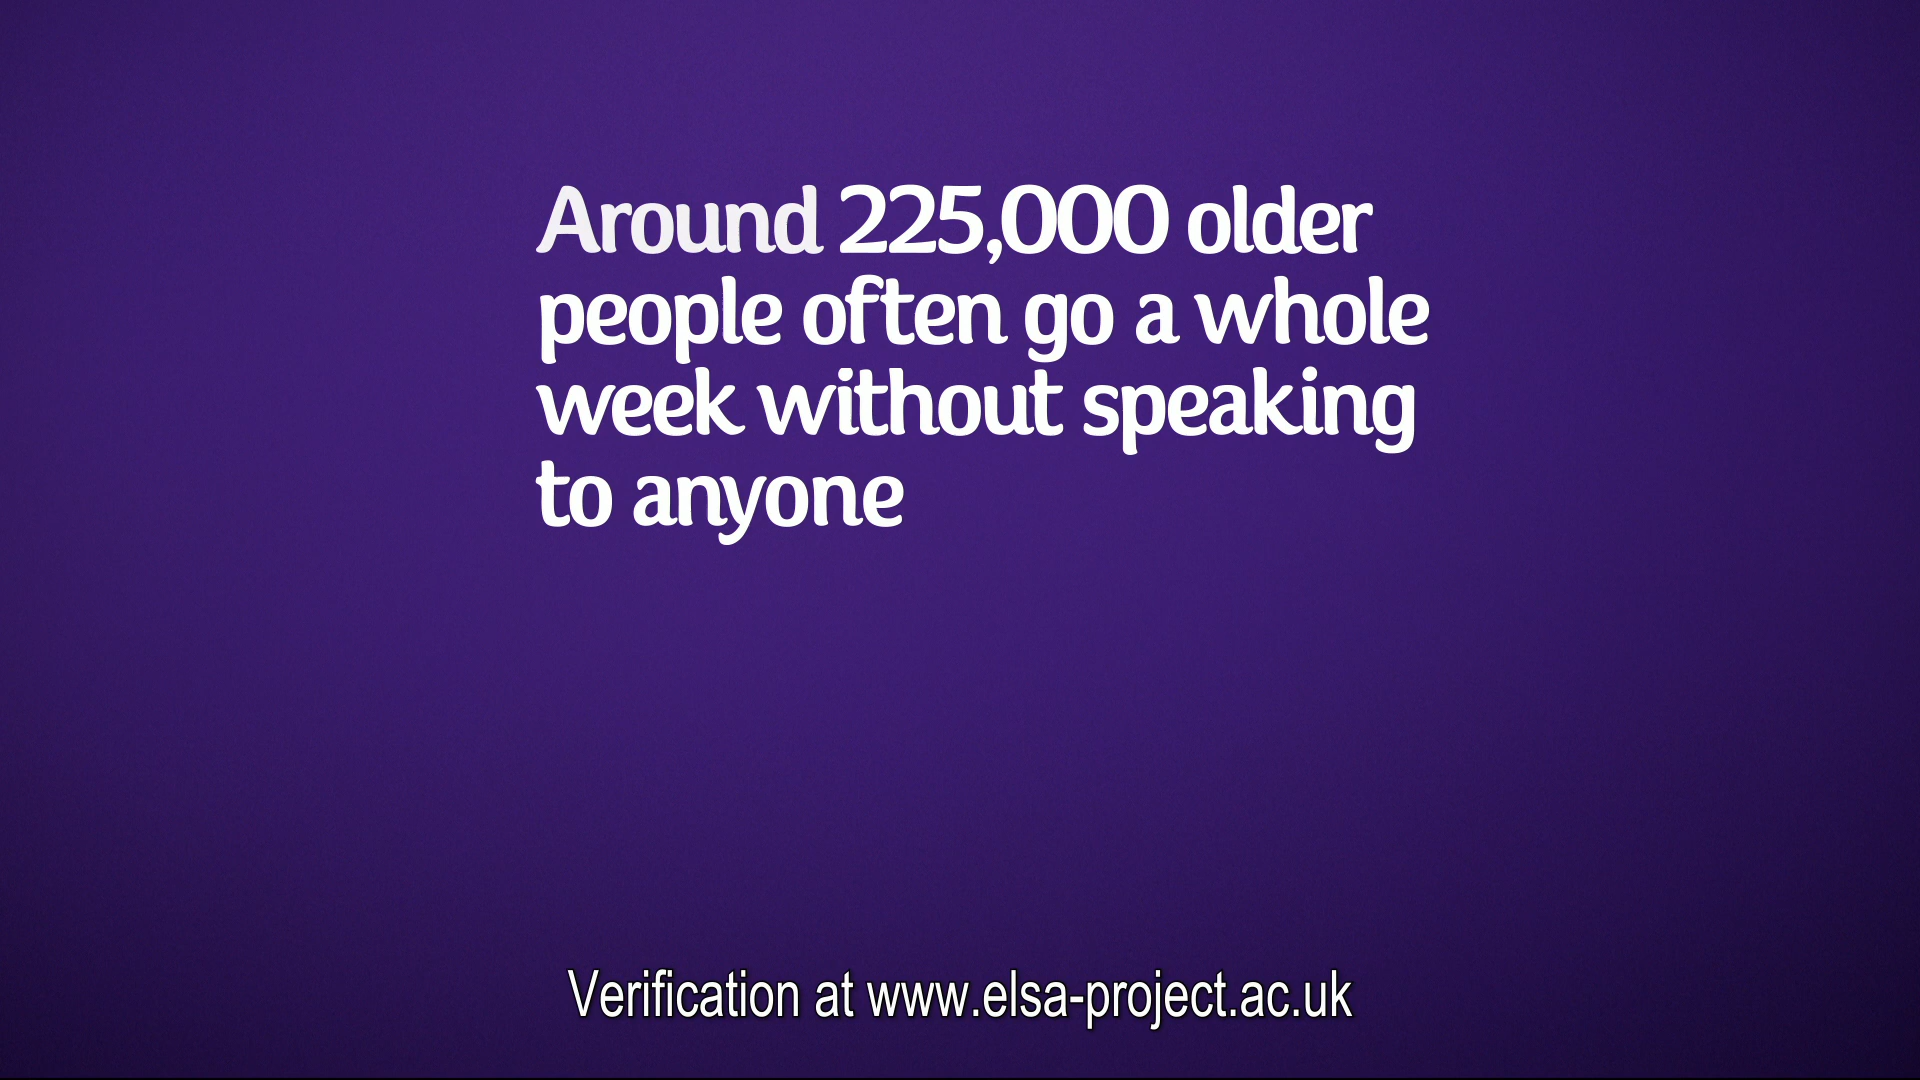 Around 225,000 older
people often go a whole
week without speaking
to anyone
Verification at www.elsa-project.ac.uk